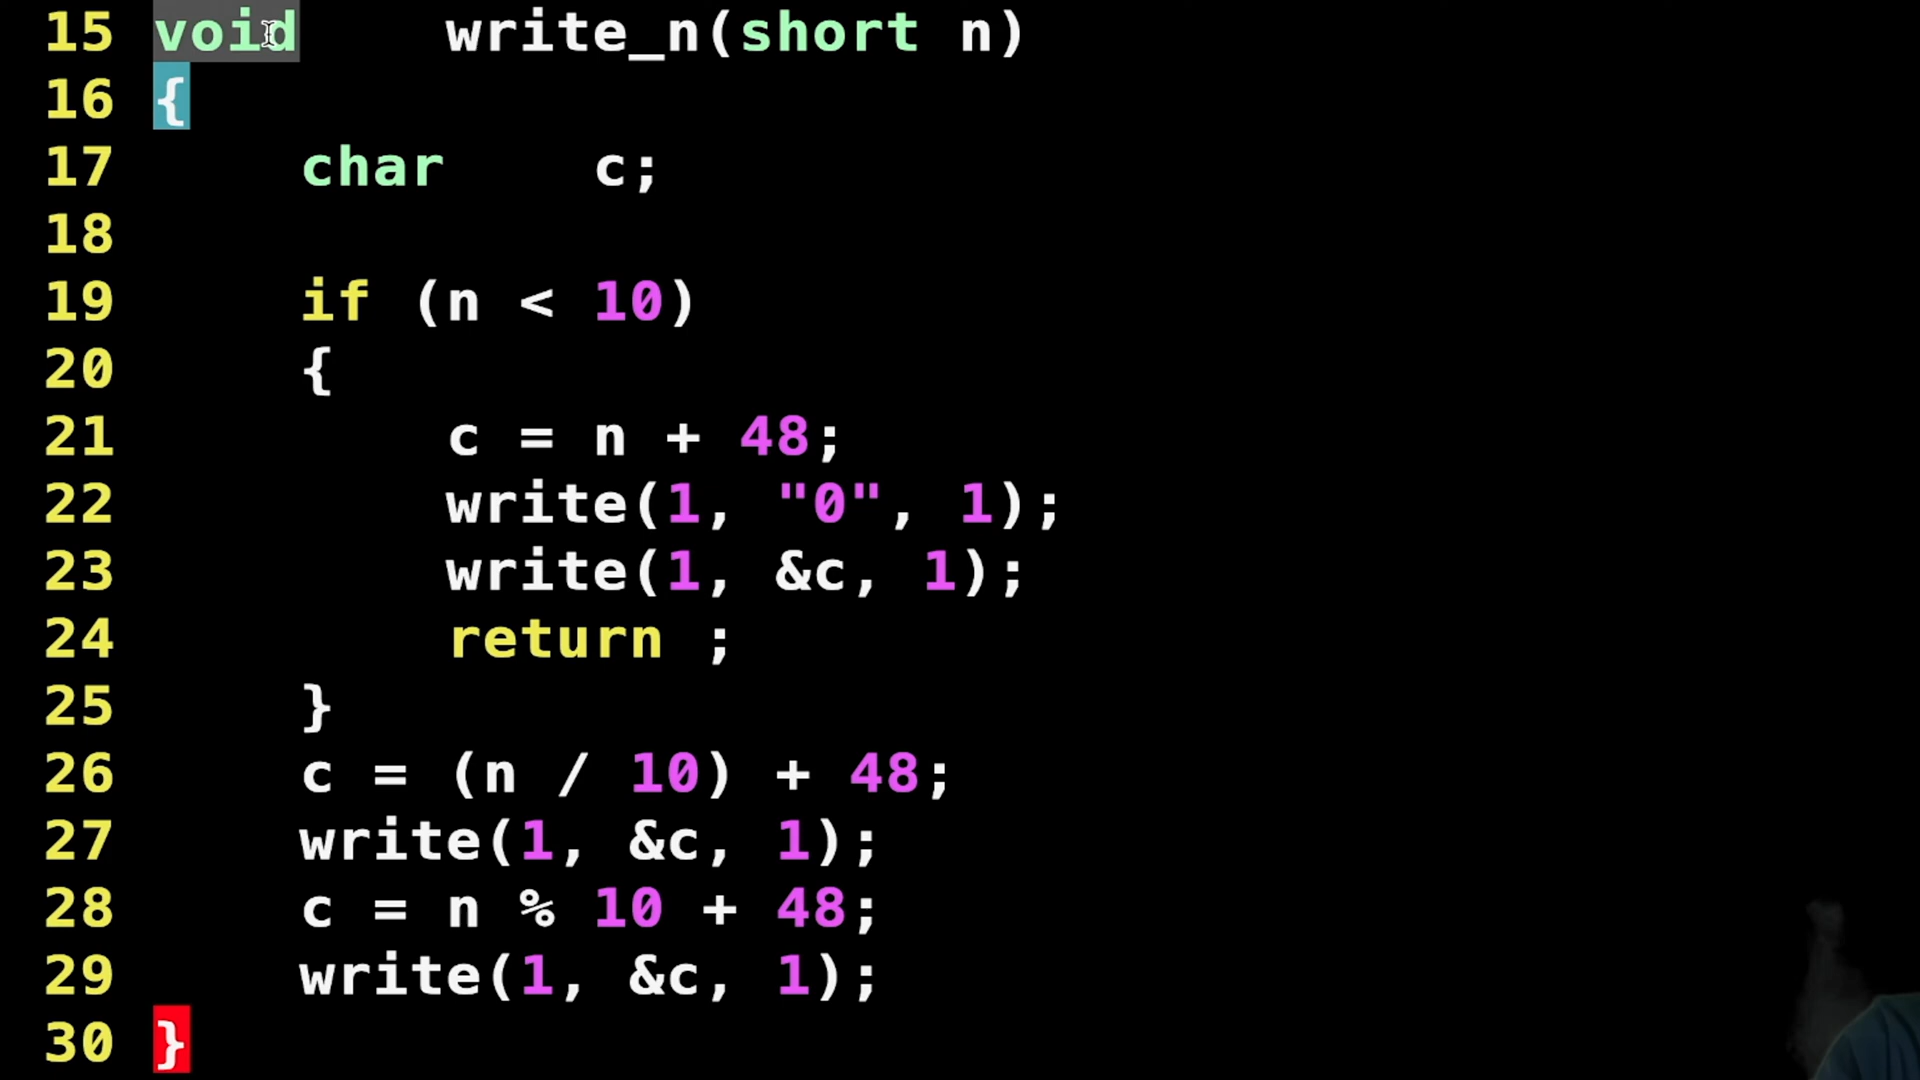 15 void write_n(short n)
16 {
17 char c;
18
19 if (n < 10)
20 {
21 c = n + 48;
22 write(1, "0", 1);
23 write(1, &c, 1);
24 return ;
25 }
26 c = (n / 10) + 48;
27 write(1, &c, 1);
28 c = n % 10 + 48;
29 write(1, &c, 1);
30 }